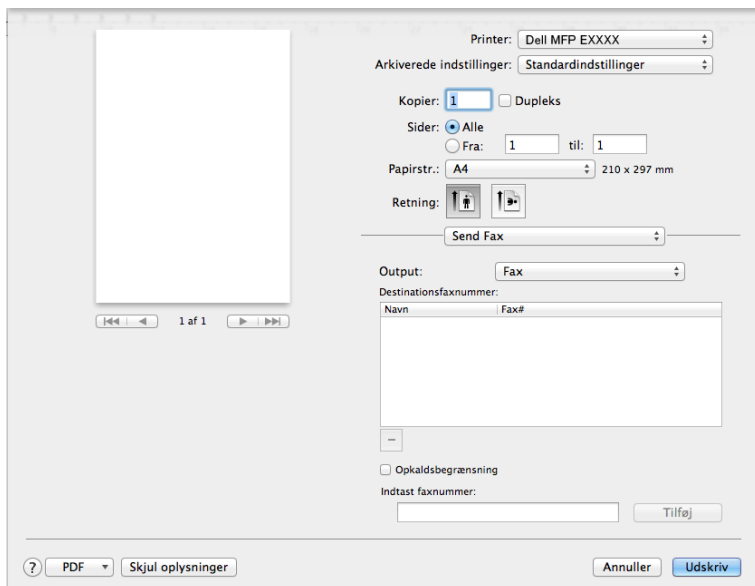 Printer: Dell MFP EXXXX
Arkiverede indstillinger: Standardindstillinger
Kopier: 1 Dupleks
Sider: Alle
Fra: 1 til: 1
Papirstr.: A4 210 x 297 mm
Retning:
Send Fax
Output: Fax
Destinationsfaxnummer:
Navn Fax#
1 af 1
−
Opkaldsbegrænsning
Indtast faxnummer:
Tilføj
? PDF Skjul oplysninger Annuller Udskriv